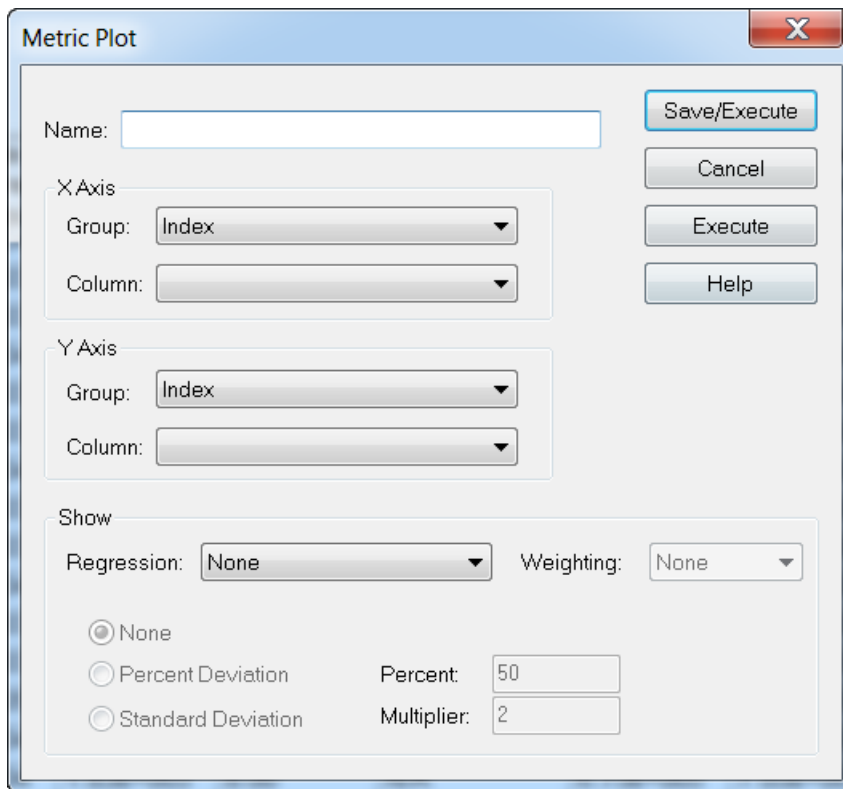 Metric Plot
Name:
Save/Execute
Cancel
X Axis
Group: Index
Execute
Column:
Help
Y Axis
Group: Index
Column:
Show
Regression: None Weighting: None
None
Percent Deviation Percent: 50
Standard Deviation Multiplier: 2